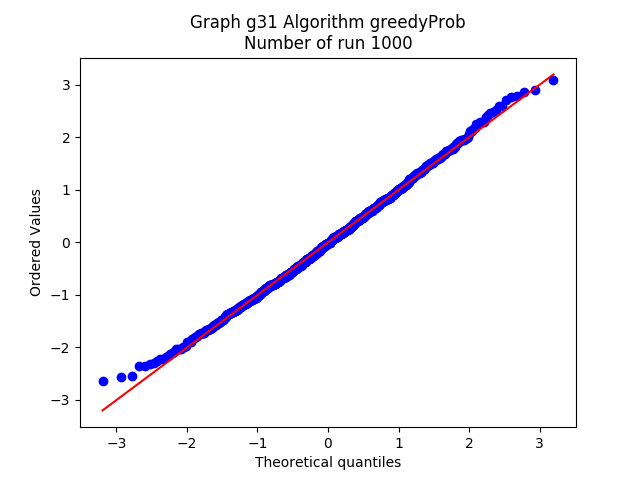 Graph g31 Algorithm greedyProb
Number of run 1000
3
2
1
0
−1
−2
−3
Ordered Values
−3 −2 −1 0 1 2 3
Theoretical quantiles